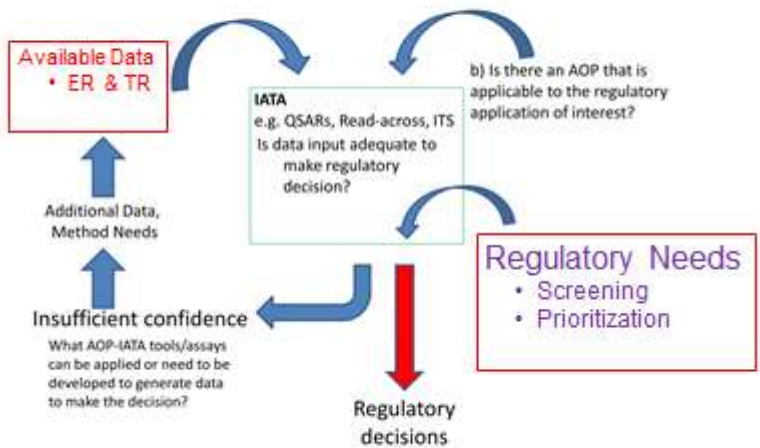 Available Data
• ER & TR
b) Is there an AOP that is
applicable to the regulatory
application of interest?
IATA
e.g. QSARs, Read-across, ITS
Is data input adequate to
make regulatory
decision?
Additional Data,
Method Needs
Regulatory Needs
• Screening
• Prioritization
Insufficient confidence
What AOP-IATA tools/assays
can be applied or need to be
developed to generate data
to make the decision?
Regulatory
decisions